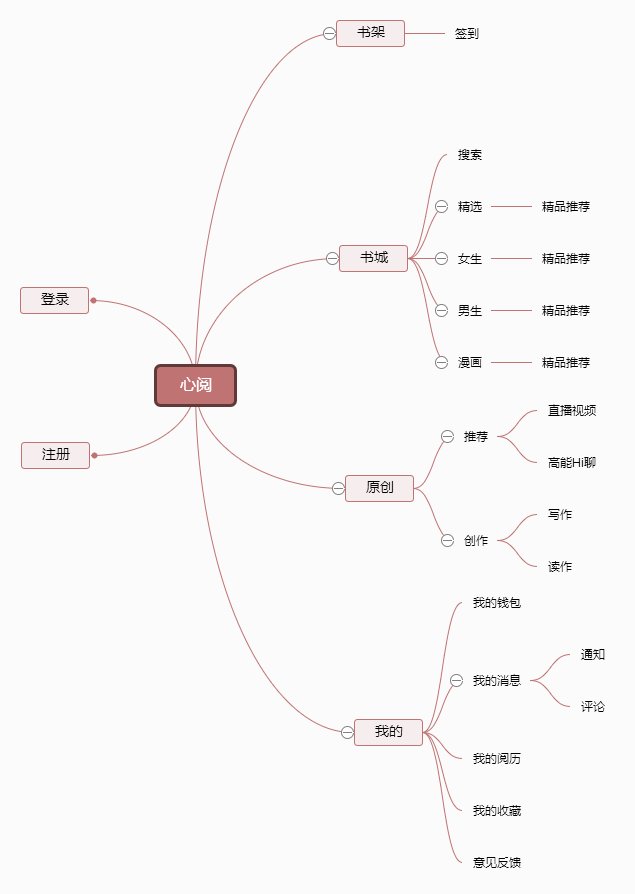 书架
签到
搜索
精选
精品推荐
书城
女生
精品推荐
男生
精品推荐
漫画
精品推荐
登录
心阅
注册
原创
推荐
直播视频
高能Hi聊
创作
写作
读作
我的
我的钱包
我的消息
通知
评论
我的阅历
我的收藏
意见反馈